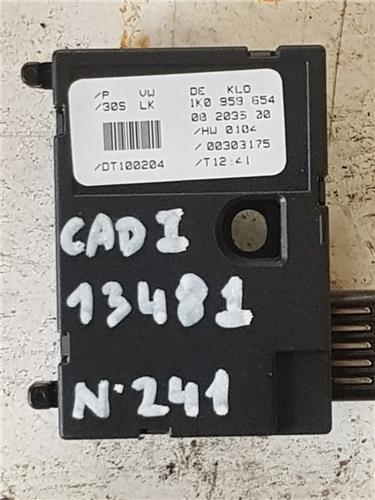 /P VW DE KLO
/30S LK 1K0 959 654
00 2035 00
/HW 0104
/00303175
/DT100204 /T12:41
CAD I
13481
N·241